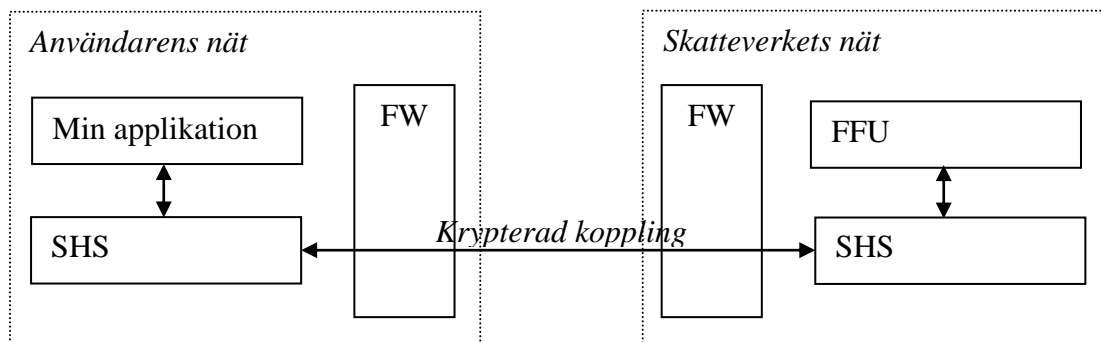 Användarens nät
Skatteverkets nät
Min applikation
FW
FW
FFU
SHS
Krypterad koppling
SHS